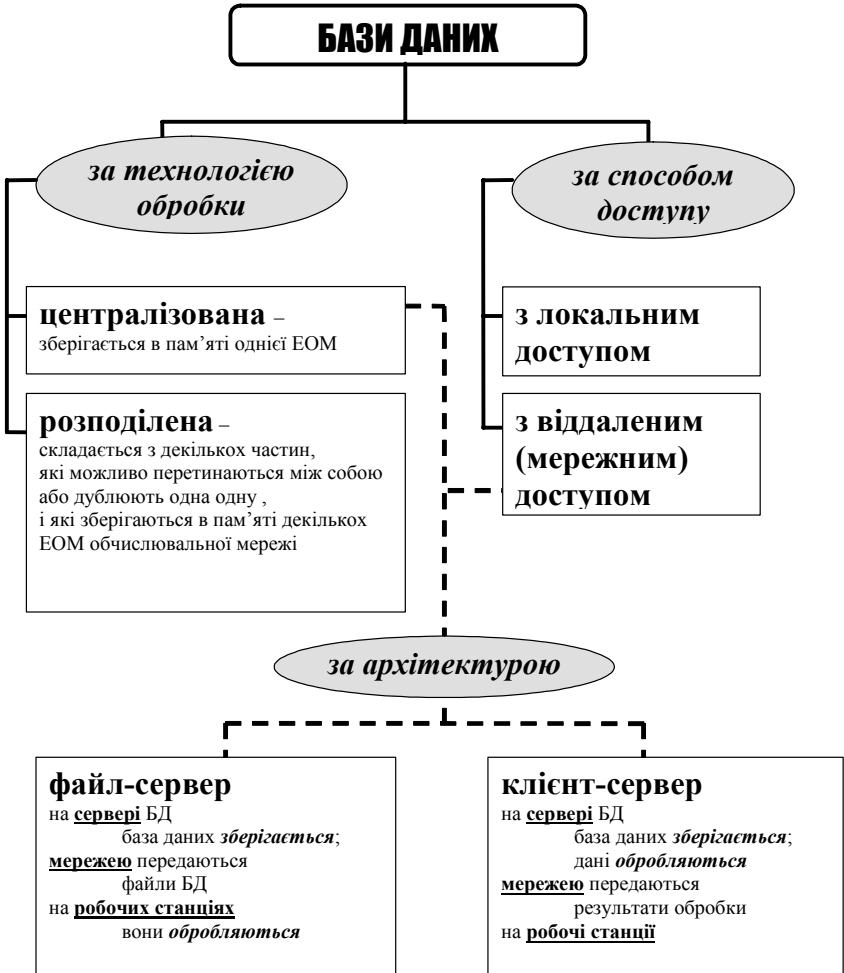 БАЗИ ДАНИХ
за технологією
обробки
за способом
доступу
централізована –
зберігається в пам’яті однієї ЕОМ
з локальним
доступом
розподілена –
складається з декількох частин,
які можливо перетинаються між собою
або дублюють одна одну ,
і які зберігаються в пам’яті декількох
ЕОМ обчислювальної мережі
з віддаленим
(мережним)
доступом
за архітектурою
файл-сервер
на сервері БД
база даних зберігається;
мережею передаються
файли БД
на робочих станціях
вони обробляються
клієнт-сервер
на сервері БД
база даних зберігається;
дані обробляються
мережею передаються
результати обробки
на робочі станції